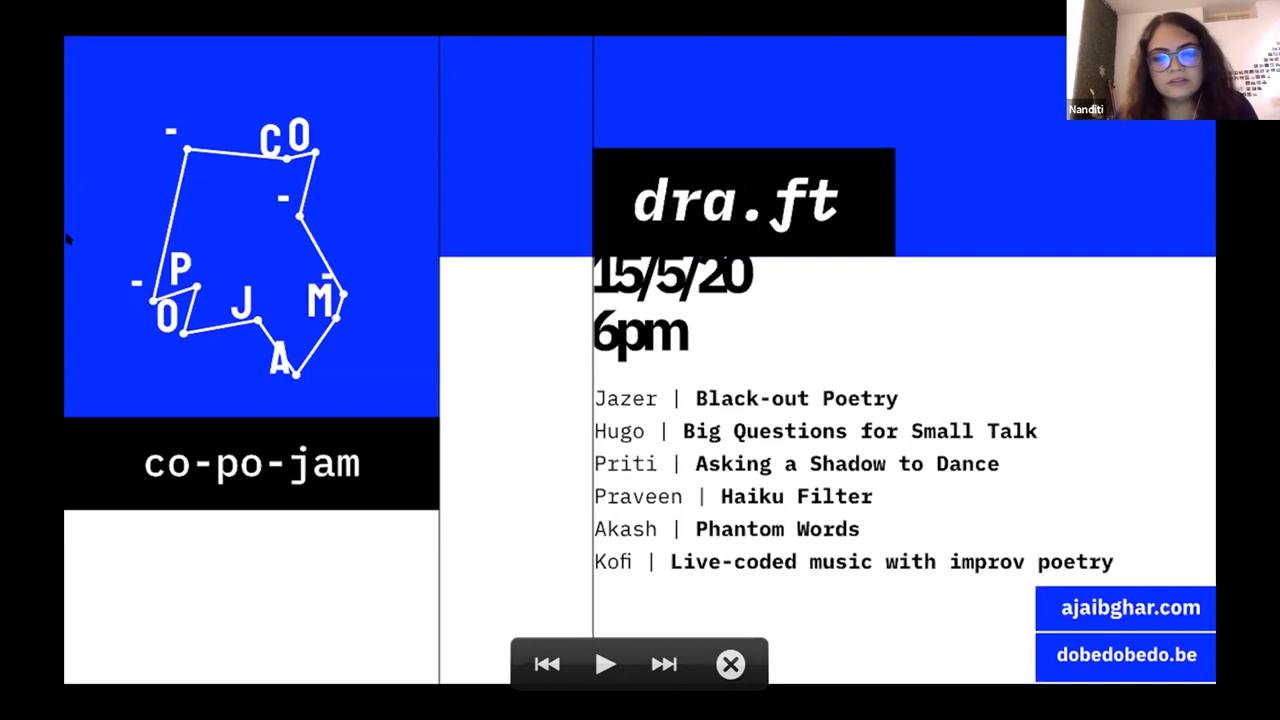 Nanditi
- CO
-
-
- P
O J M
A
dra.ft
15/5/20
6pm
co-po-jam
Jazer | Black-out Poetry
Hugo | Big Questions for Small Talk
Priti | Asking a Shadow to Dance
Praveen | Haiku Filter
Akash | Phantom Words
Kofi | Live-coded music with improv poetry
ajaibghar.com
dobedobedo.be